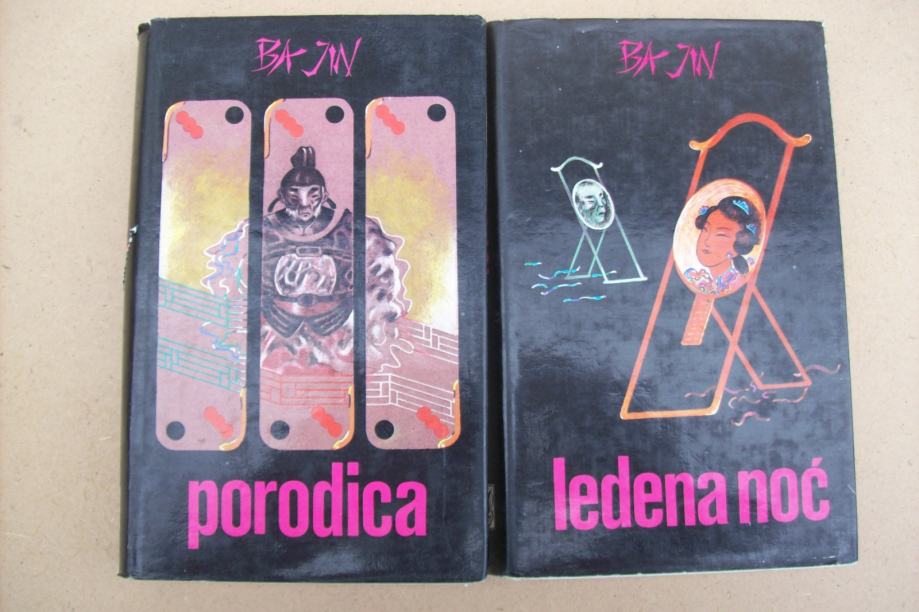 BA JIN
porodica
BA JIN
ledena noć